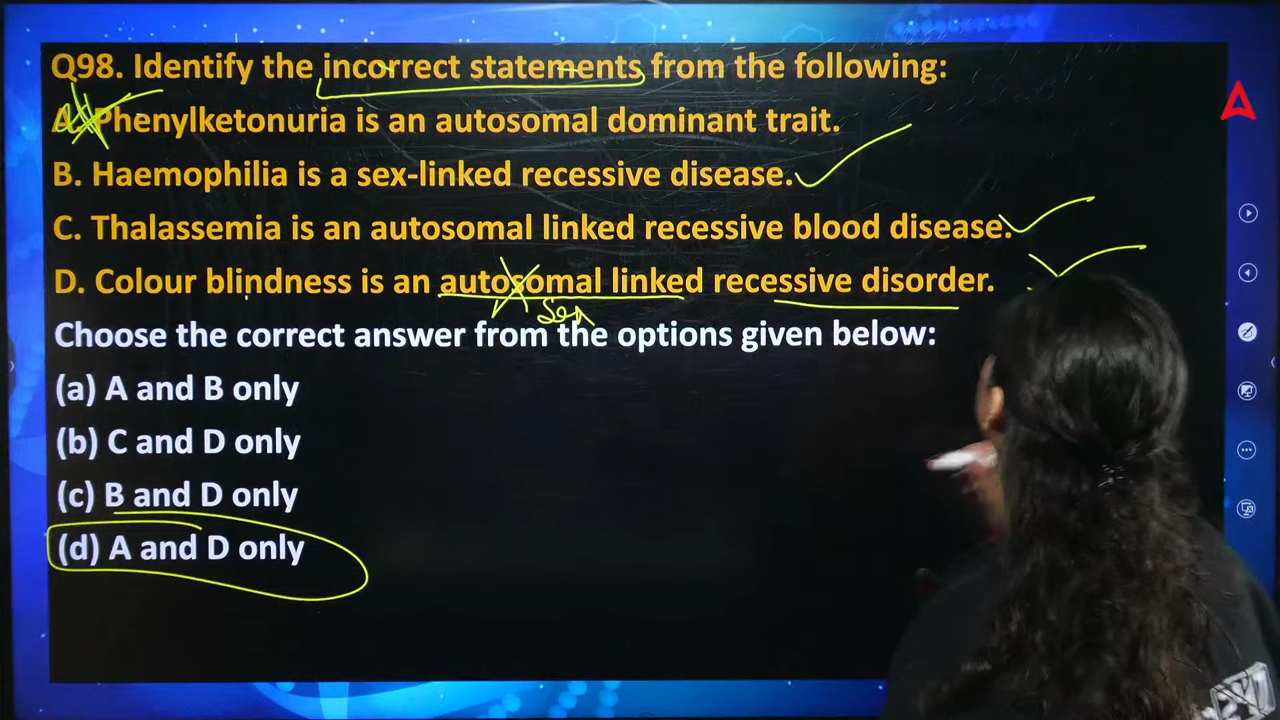 Q98. Identify the incorrect statements from the following:
A. Phenylketonuria is an autosomal dominant trait.
B. Haemophilia is a sex-linked recessive disease.
C. Thalassemia is an autosomal linked recessive blood disease.
D. Colour blindness is an autosomal linked recessive disorder.
Sex
Choose the correct answer from the options given below:
(a) A and B only
(b) C and D only
(c) B and D only
(d) A and D only